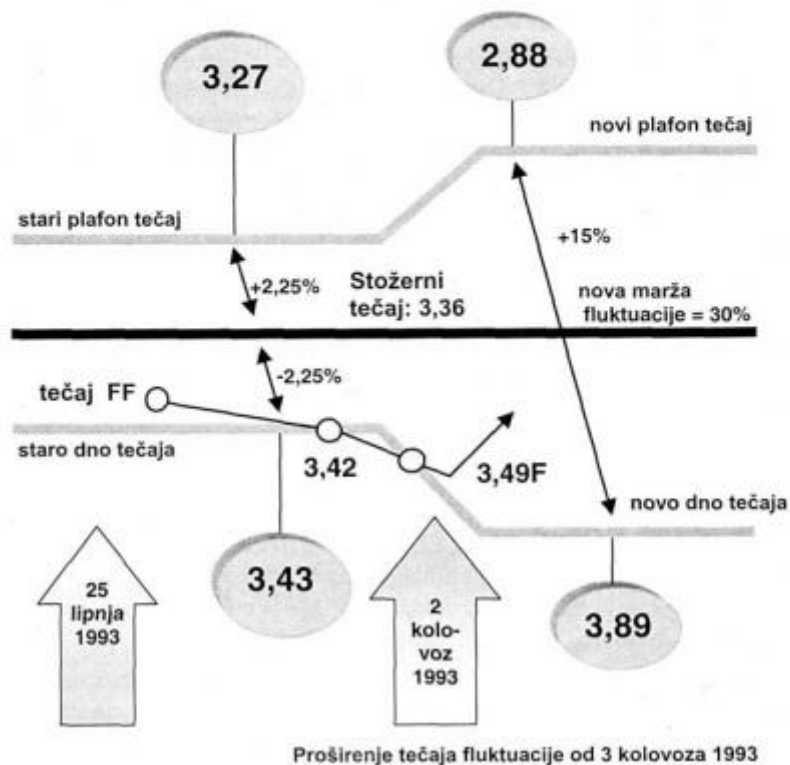 3,27
2,88
novi plafon tečaj
stari plafon tečaj
+15%
+2,25%
Stožerni
tečaj: 3,36
nova marža
fluktuacije = 30%
-2,25%
tečaj FF
staro dno tečaja
3,42
3,49F
novo dno tečaja
25
lipnja
1993
3,43
2
kolo-
voz
1993
3,89
Proširenje tečaja fluktuacije od 3 kolovoza 1993